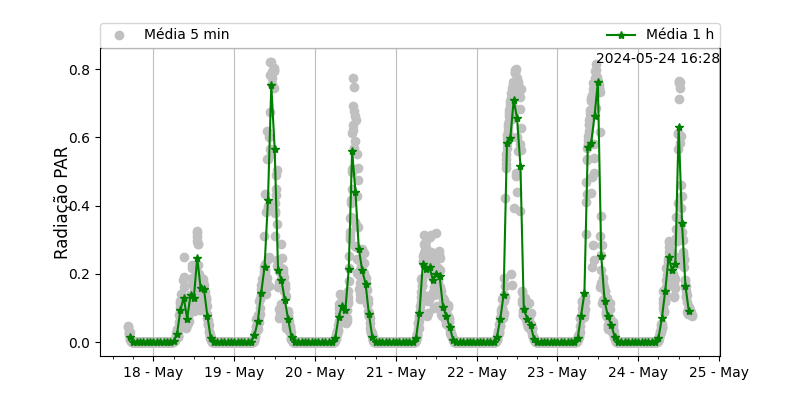 Média 5 min
Média 1 h
2024-05-24 16:28
Radiação PAR
0.8
0.6
0.4
0.2
0.0
18 - May
19 - May
20 - May
21 - May
22 - May
23 - May
24 - May
25 - May